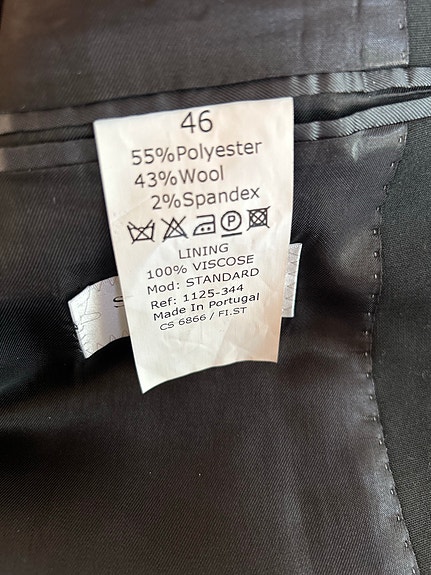 46
55%Polyester
43%Wool
2%Spandex
P
LINING
100% VISCOSE
Mod: STANDARD
Ref: 1125-344
Made In Portugal
CS 6866 / FI.ST